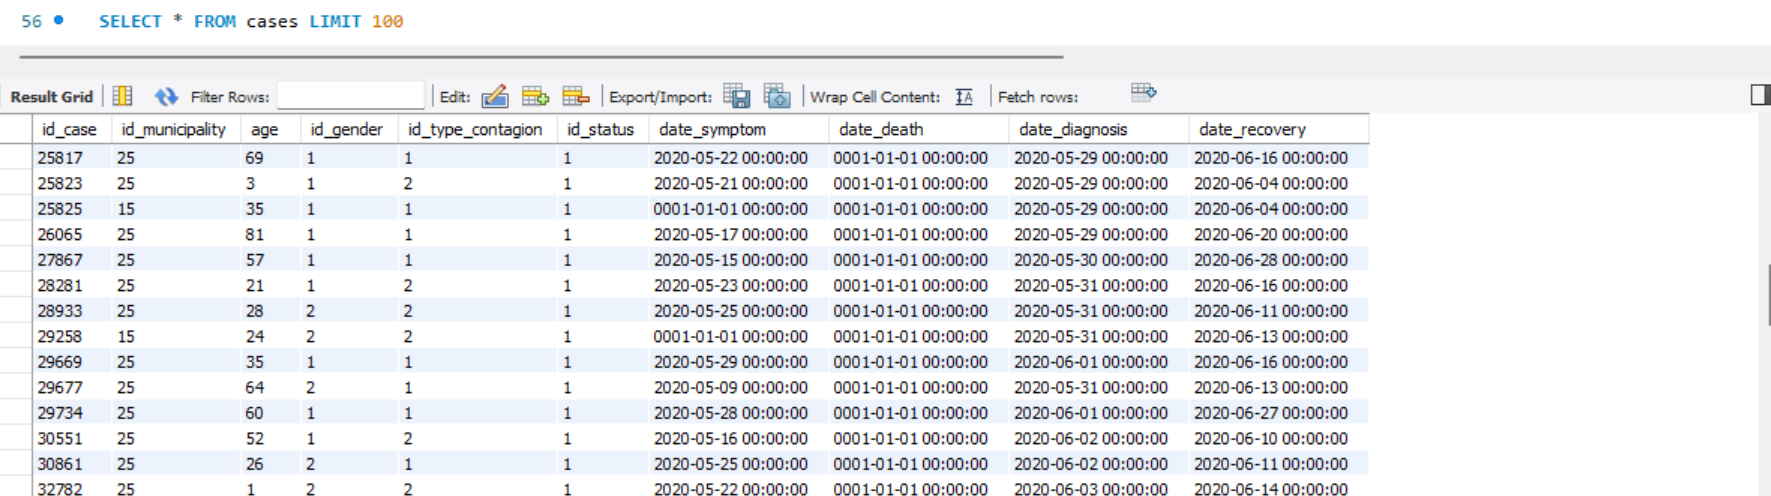 56 SELECT * FROM cases LIMIT 100
Result Grid Filter Rows: Edit: Export/Import: Wrap Cell Content: IA Fetch rows:
id_case id_municipality age id_gender id_type_contagion id_status date_symptom date_death date_diagnosis date_recovery
25817 25 69 1 1 1 2020-05-22 00:00:00 0001-01-01 00:00:00 2020-05-29 00:00:00 2020-06-16 00:00:00
25823 25 3 1 2 1 2020-05-21 00:00:00 0001-01-01 00:00:00 2020-05-29 00:00:00 2020-06-04 00:00:00
25825 15 35 1 1 1 0001-01-01 00:00:00 0001-01-01 00:00:00 2020-05-29 00:00:00 2020-06-04 00:00:00
26065 25 81 1 1 1 2020-05-17 00:00:00 0001-01-01 00:00:00 2020-05-29 00:00:00 2020-06-20 00:00:00
27867 25 57 1 1 1 2020-05-15 00:00:00 0001-01-01 00:00:00 2020-05-30 00:00:00 2020-06-28 00:00:00
28281 25 21 1 2 1 2020-05-23 00:00:00 0001-01-01 00:00:00 2020-05-31 00:00:00 2020-06-16 00:00:00
28933 25 28 2 2 1 2020-05-25 00:00:00 0001-01-01 00:00:00 2020-05-31 00:00:00 2020-06-11 00:00:00
29258 15 24 2 2 1 0001-01-01 00:00:00 0001-01-01 00:00:00 2020-05-31 00:00:00 2020-06-13 00:00:00
29669 25 35 1 1 1 2020-05-29 00:00:00 0001-01-01 00:00:00 2020-06-01 00:00:00 2020-06-16 00:00:00
29677 25 64 2 1 1 2020-05-09 00:00:00 0001-01-01 00:00:00 2020-05-31 00:00:00 2020-06-13 00:00:00
29734 25 60 1 1 1 2020-05-28 00:00:00 0001-01-01 00:00:00 2020-06-01 00:00:00 2020-06-27 00:00:00
30551 25 52 1 2 1 2020-05-16 00:00:00 0001-01-01 00:00:00 2020-06-02 00:00:00 2020-06-10 00:00:00
30861 25 26 2 1 1 2020-05-25 00:00:00 0001-01-01 00:00:00 2020-06-02 00:00:00 2020-06-11 00:00:00
32782 25 1 2 2 1 2020-05-22 00:00:00 0001-01-01 00:00:00 2020-06-03 00:00:00 2020-06-14 00:00:00